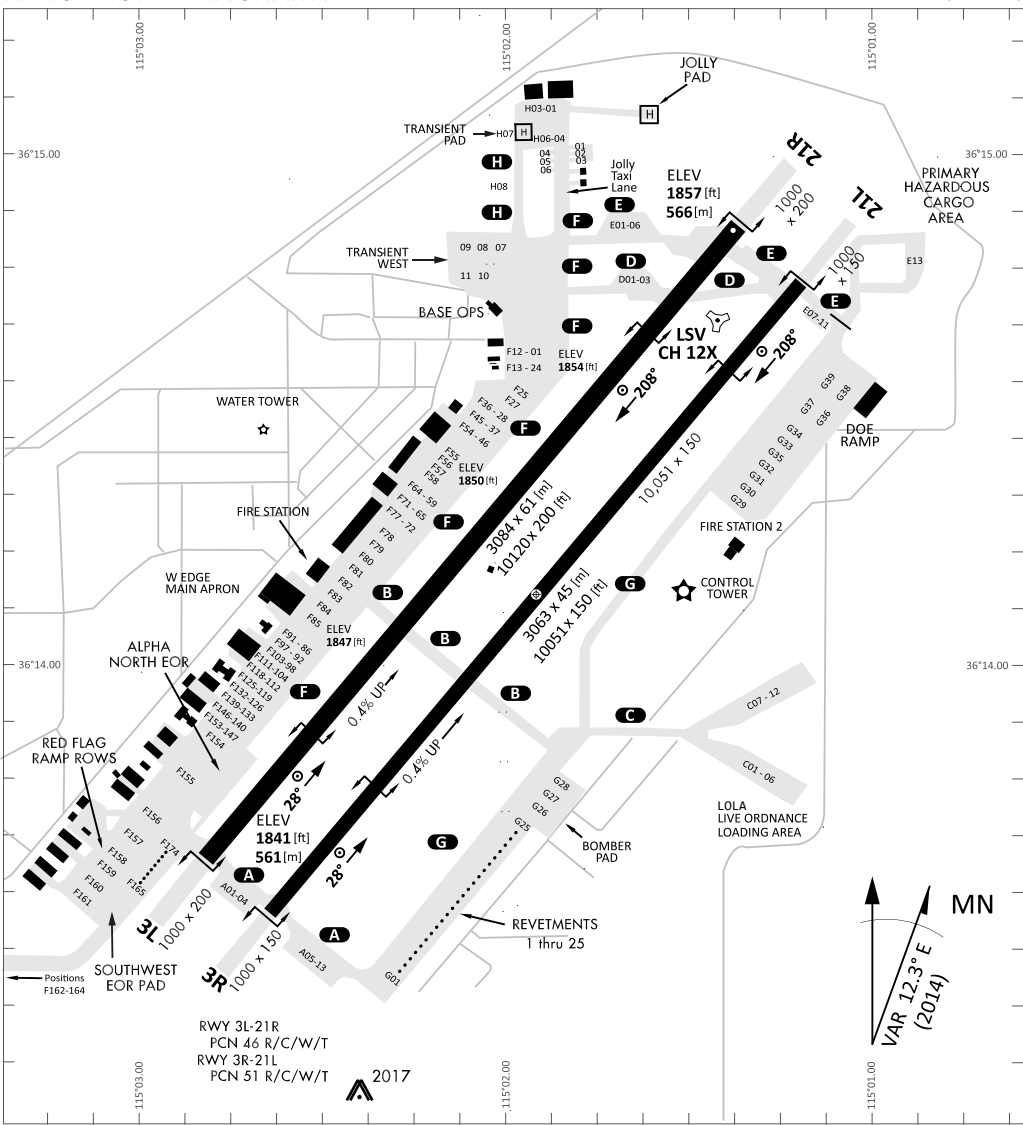 115°03.00
115°02.00
115°01.00
JOLLY
PAD
H
H03-01
TRANSIENT
PAD
H07
H
H06-04
21R
36°15.00
H
04
05
06
01
02
03
36°15.00
H08
Jolly
Taxi
Lane
ELEV
1857 [ft]
566 [m]
1000
x 200
21L
PRIMARY
HAZARDOUS
CARGO
AREA
H
F
E
E01-06
TRANSIENT
WEST
09 08 07
11 10
F
D
D01-03
D
E
1000
x 150
E13
E
E07-11
BASE OPS
F
LSV
CH 12X
208°
208°
F12 - 01
F13 - 24
ELEV
1854 [ft]
F25
F27
F36 - 28
F45 - 37
F54 - 46
F
G39
G38
G37
G36
G34
G33
G35
G32
G31
G30
G29
DOE
RAMP
WATER TOWER
F55
F56
F57
F58
ELEV
1850 [ft]
F64 - 59
F71 - 65
F77 - 72
F
10,051 x 150
3084 x 61 [m]
10120 x 200 [ft]
FIRE STATION
F78
F79
F80
F81
F82
F83
F84
F85
FIRE STATION 2
W EDGE
MAIN APRON
B
G
CONTROL
TOWER
3063 x 45 [m]
10051 x 150 [ft]
ELEV
1847 [ft]
B
ALPHA
NORTH EOR
F91 - 86
F97 - 92
F103-98
F111-104
F118-112
F125-119
F132-126
F139-133
F146-140
F153-147
F154
36°14.00
F
0.4% UP
B
C
C07 - 12
RED FLAG
RAMP ROWS
F155
0.4% UP
C01 - 06
28°
F156
F157
F158
F159
F160
F161
F174
F165
ELEV
1841 [ft]
561 [m]
G28
G27
G26
G25
LOLA
LIVE ORDNANCE
LOADING AREA
G
BOMBER
PAD
28°
A
A01-04
1000 x 200
3L
REVETMENTS
1 thru 25
MN
A
1000 x 150
3R
A05-13
G01
Positions
F162-164
SOUTHWEST
EOR PAD
VAR 12.3° E
(2014)
RWY 3L-21R
PCN 46 R/C/W/T
RWY 3R-21L
PCN 51 R/C/W/T
2017
115°03.00
115°02.00
115°01.00